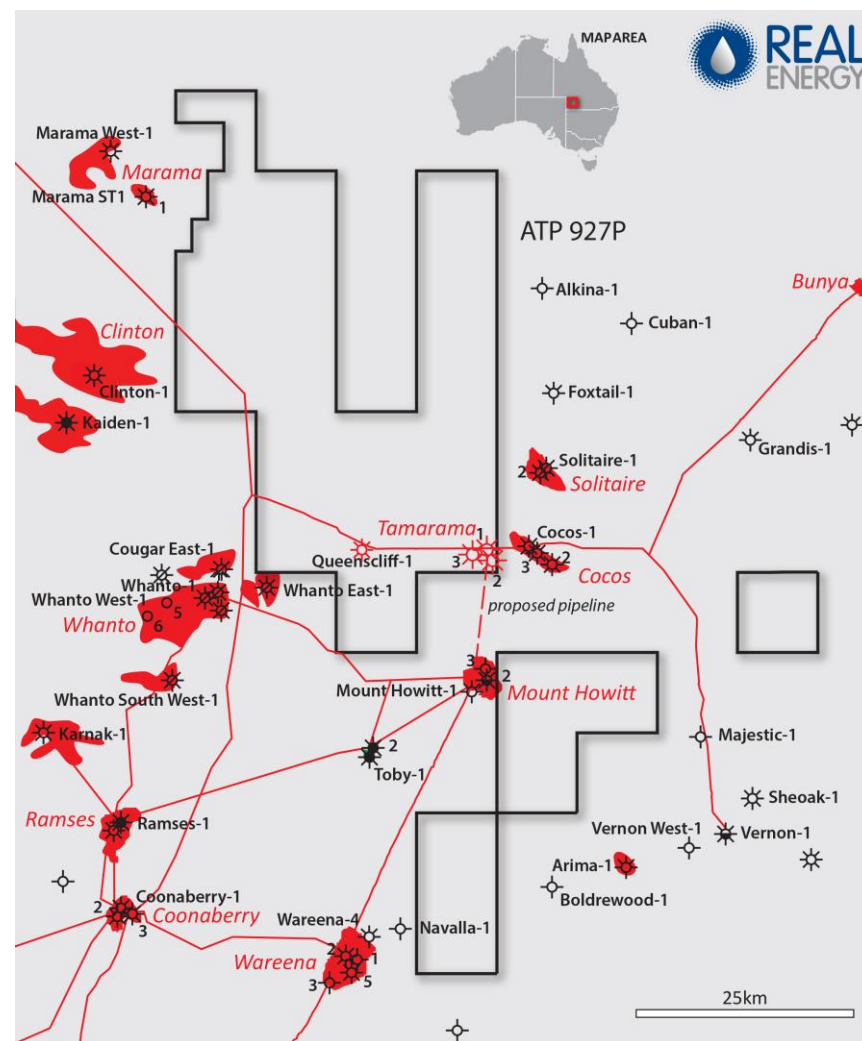 MAPAREA
REAL
ENERGY
Marama West-1
Marama
Marama ST1
1
ATP 927P
Alkina-1
Bunya
Cuban-1
Clinton
Clinton-1
Foxtail-1
Kaiden-1
Grandis-1
Solitaire-1
2
Solitaire
Tamarama
1
Cocos-1
Cougar East-1
Queenscliff-1
3
2
3
2
Cocos
Whanto-1
Whanto East-1
Whanto West-1
5
6
Whanto
proposed pipeline
3
2
Mount Howitt-1
Mount Howitt
Whanto South West-1
Karnak-1
Majestic-1
2
Toby-1
Sheoak-1
Ramses
Ramses-1
Vernon West-1
Vernon-1
Arima-1
Boldrewood-1
Coonaberry-1
2
Coonaberry
3
Wareena-4
Navalla-1
2
Wareena
1
5
3
25km